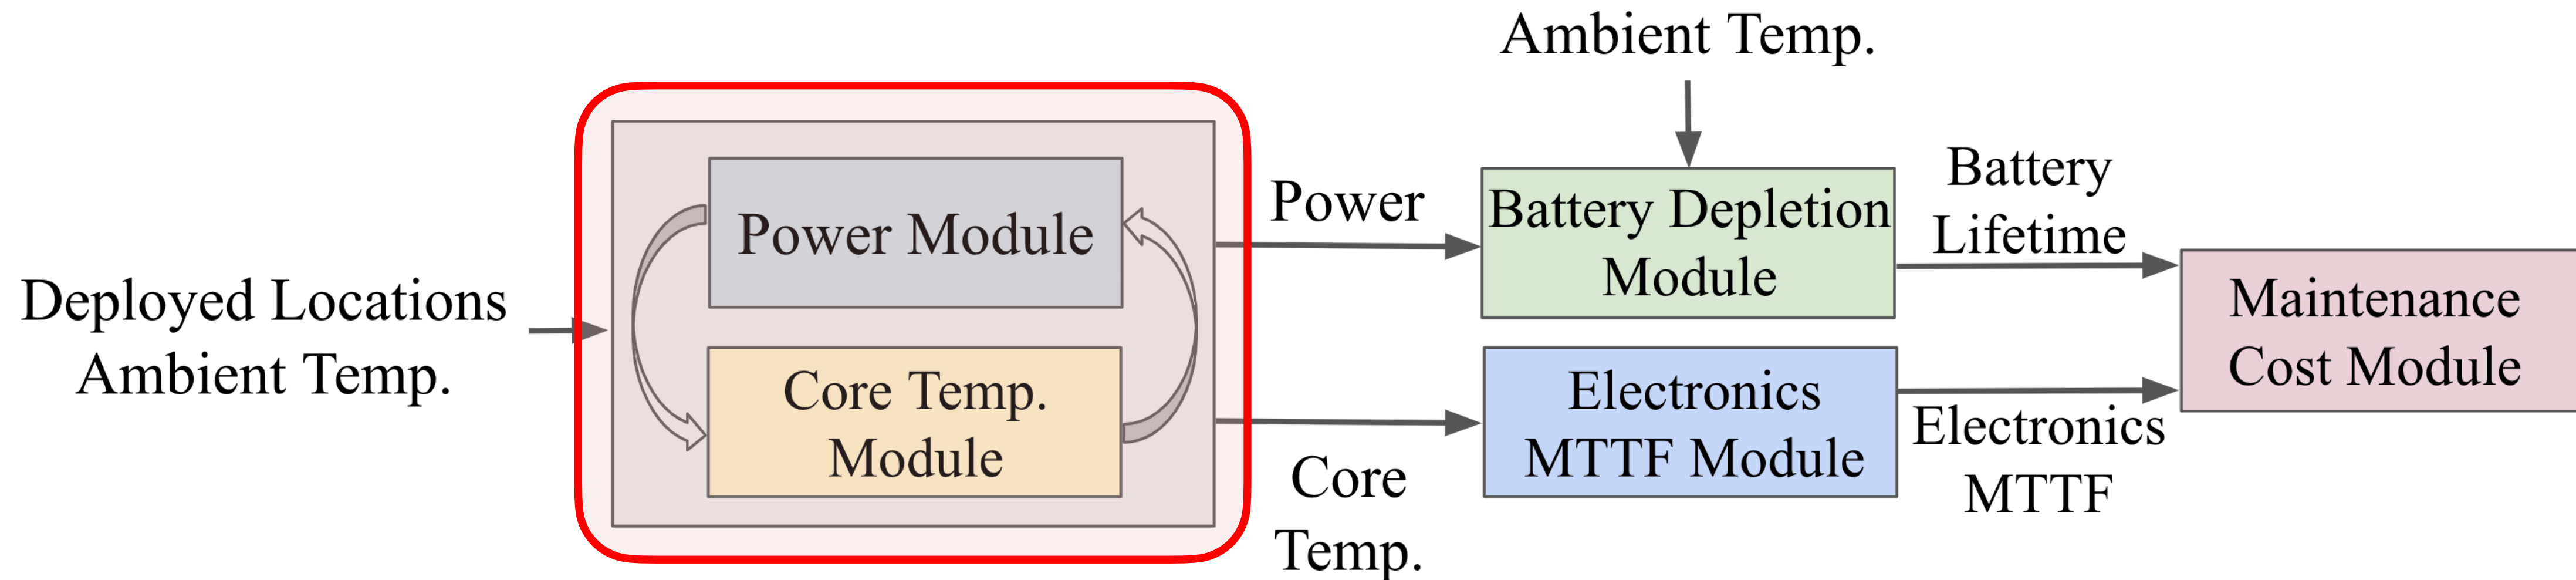 Deployed Locations
Ambient Temp.
Power Module
Core Temp.
Module
Power
Core
Temp.
Ambient Temp.
Battery Depletion
Module
Electronics
MTTF Module
Battery
Lifetime
Electronics
MTTF
Maintenance
Cost Module